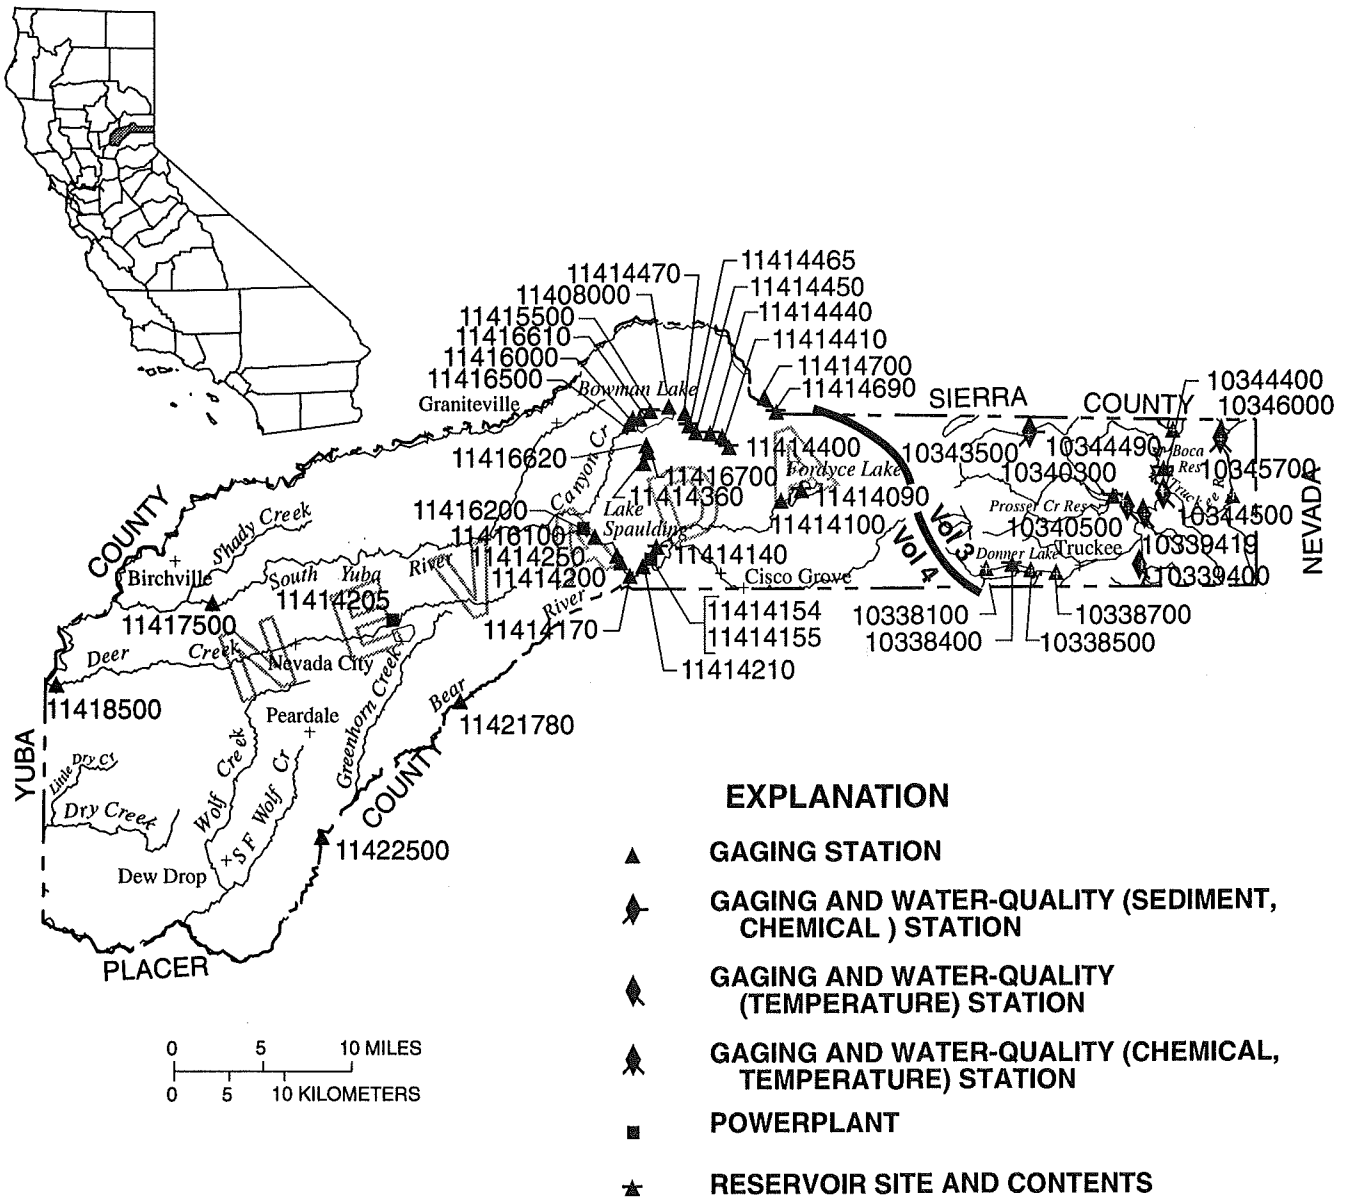 11414465
11414470
11414450
11408000
11414440
11415500
11416610
11414410
11416000
11414700
11416500
11414690
Bowman Lake
Graniteville
SIERRA
COUNTY
10344400
10346000
11416620
Canyon Cr
11414400
11416700
Fordyce Lake
11414360
11414090
11414100
10343500
10344490
10340300
Boca
Res
10345700
Truckee R
10344500
Prosser Cr Res
10340500
10339419
Truckee
Donner Lake
10339400
NEVADA
Vol 3
Vol 4
11416200
Lake
Spaulding
11416100
11414250
11414140
11414200
Cisco Grove
11414154
11414155
11414170
11414210
10338100
10338700
10338400
10338500
COUNTY
Shady Creek
Birchville
South Yuba River
11414205
11417500
River
Deer Creek
NEVADA
Nevada City
11418500
Peardale
Greenhorn Creek
Bear
11421780
YUBA
Little Dry Cr
Dry Creek
Wolf Creek
S F Wolf Cr
COUNTY
11422500
Dew Drop
PLACER
EXPLANATION
GAGING STATION
GAGING AND WATER-QUALITY (SEDIMENT,
CHEMICAL ) STATION
GAGING AND WATER-QUALITY
(TEMPERATURE) STATION
GAGING AND WATER-QUALITY (CHEMICAL,
TEMPERATURE) STATION
POWERPLANT
RESERVOIR SITE AND CONTENTS
0 5 10 MILES
0 5 10 KILOMETERS